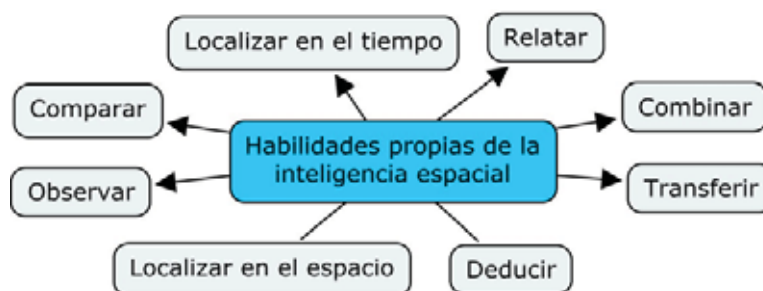 Localizar en el tiempo
Relatar
Comparar
Combinar
Habilidades propias de la
inteligencia espacial
Observar
Transferir
Localizar en el espacio
Deducir